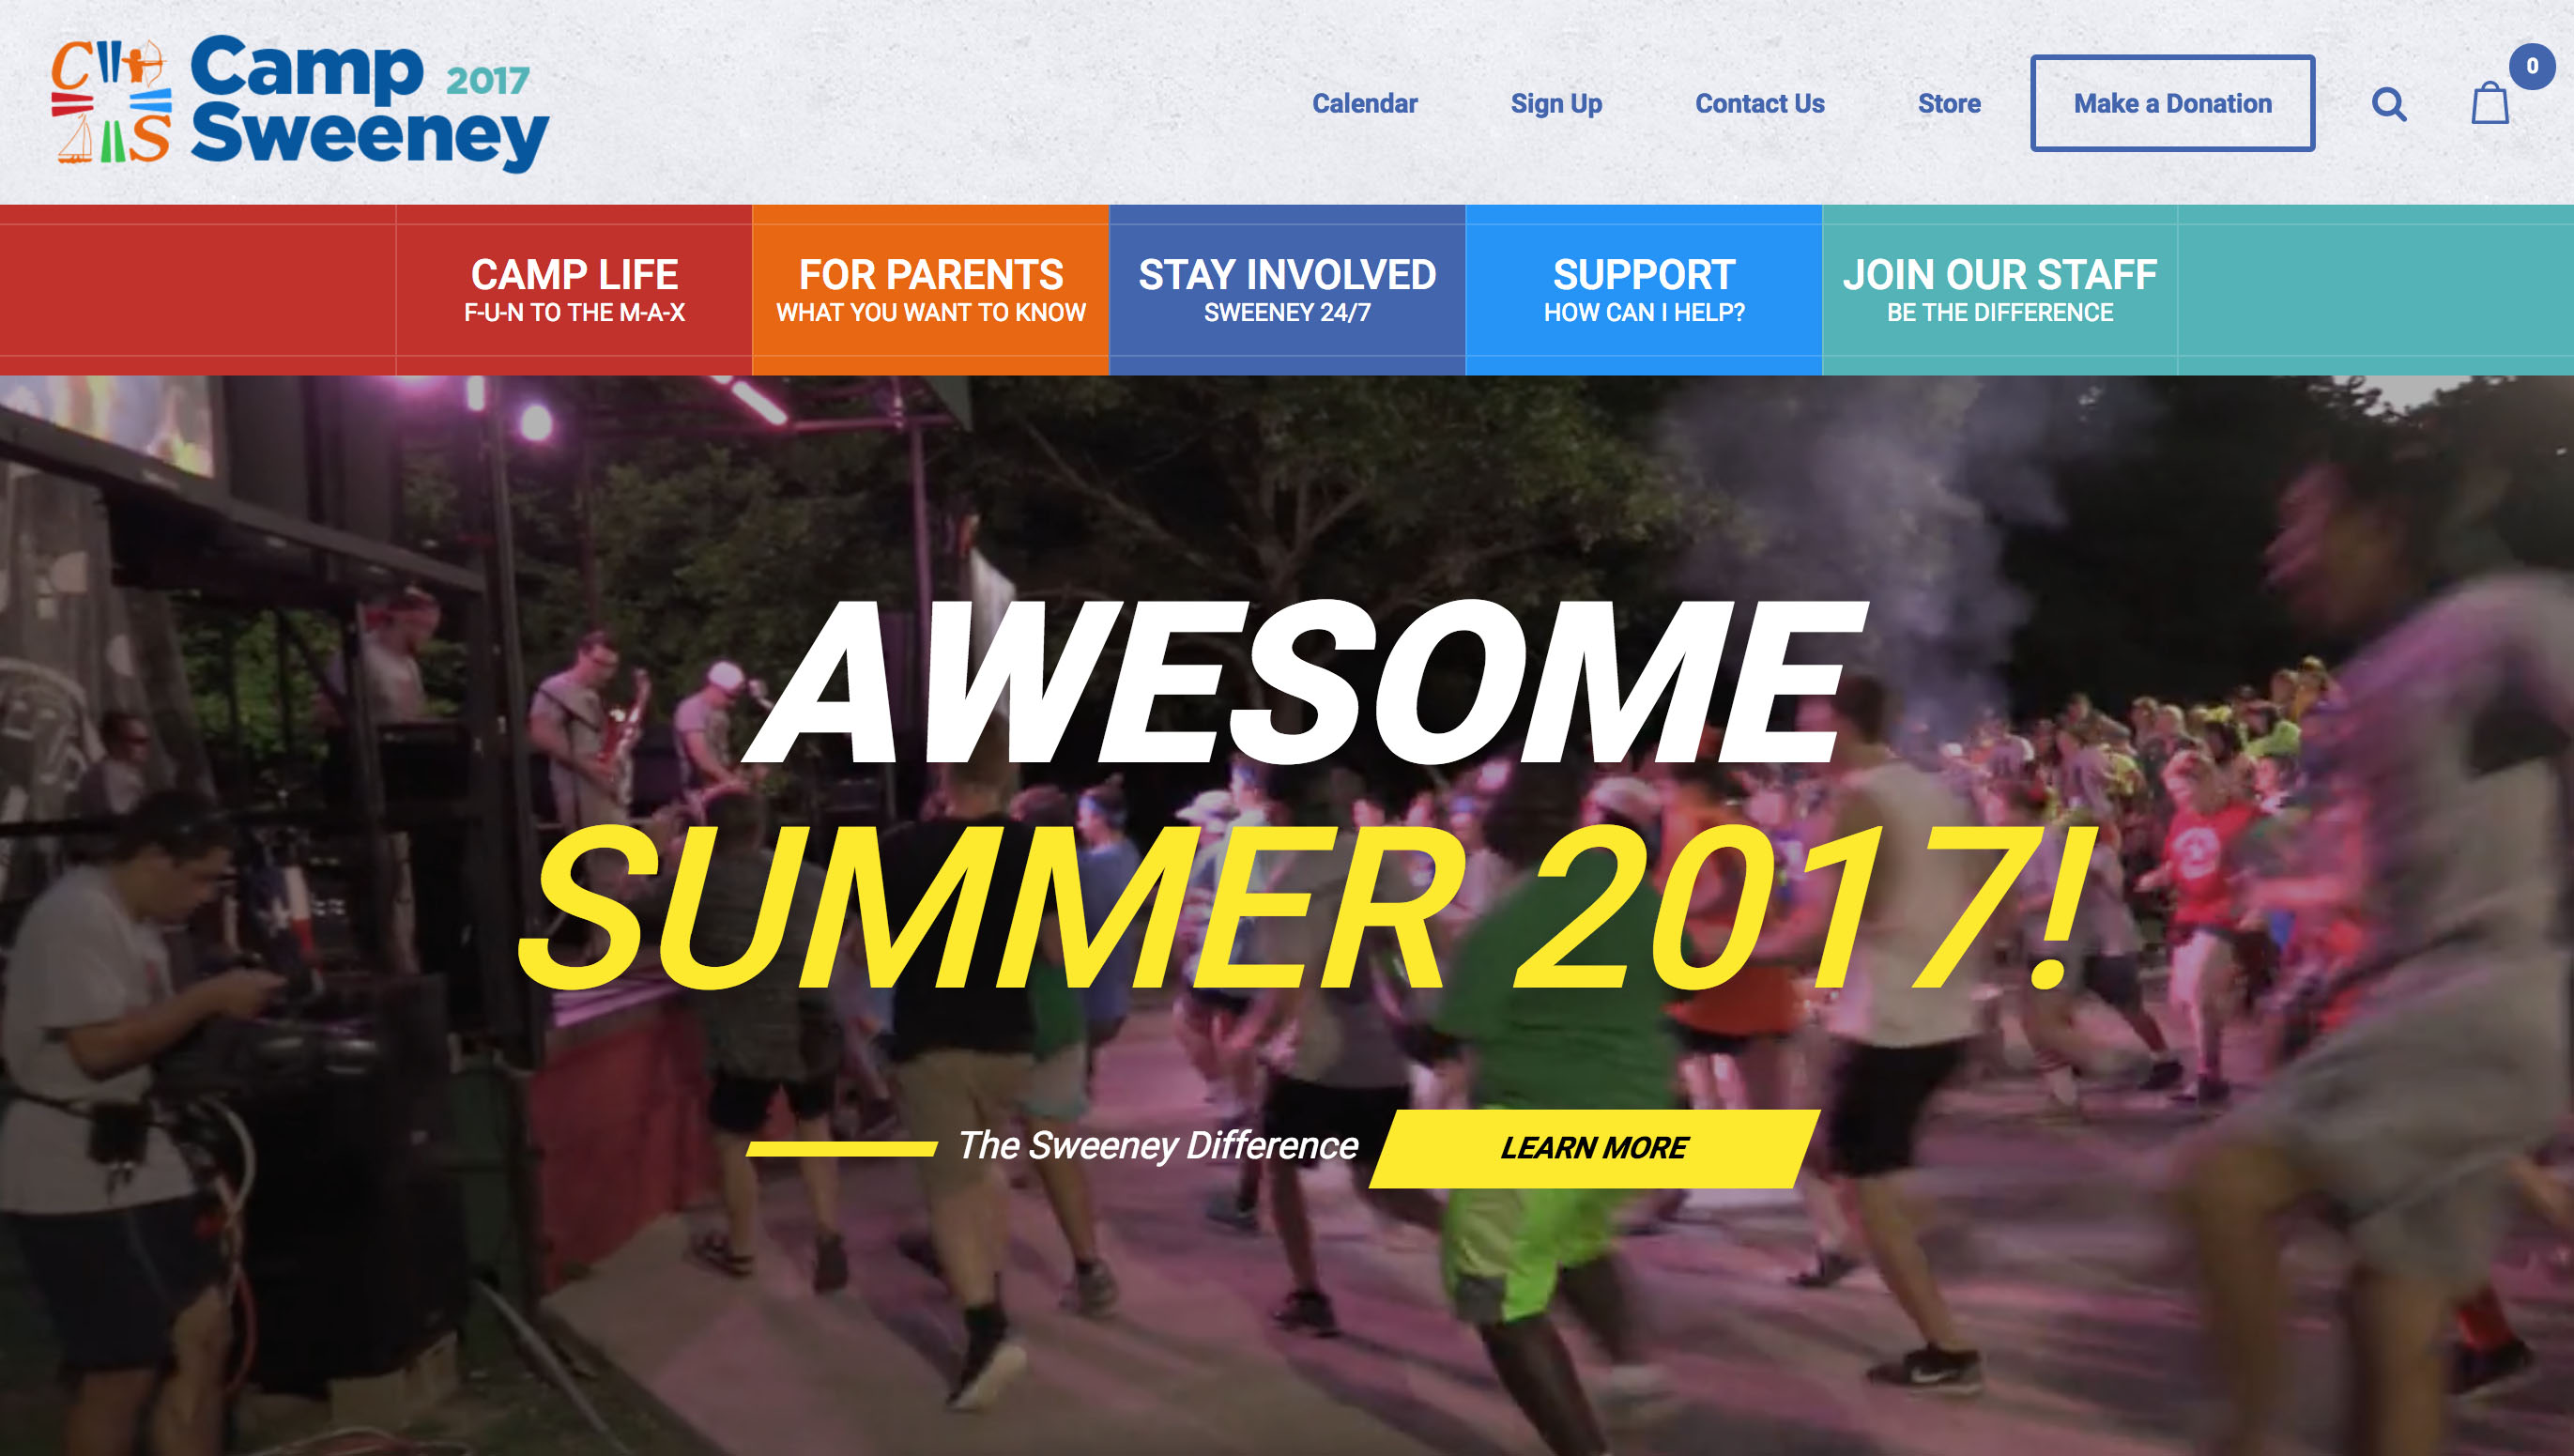 C
S
Camp 2017
Sweeney
Calendar
Sign Up
Contact Us
Store
Make a Donation
0
CAMP LIFE
F-U-N TO THE M-A-X
FOR PARENTS
WHAT YOU WANT TO KNOW
STAY INVOLVED
SWEENEY 24/7
SUPPORT
HOW CAN I HELP?
JOIN OUR STAFF
BE THE DIFFERENCE
AWESOME
SUMMER 2017!
The Sweeney Difference
LEARN MORE